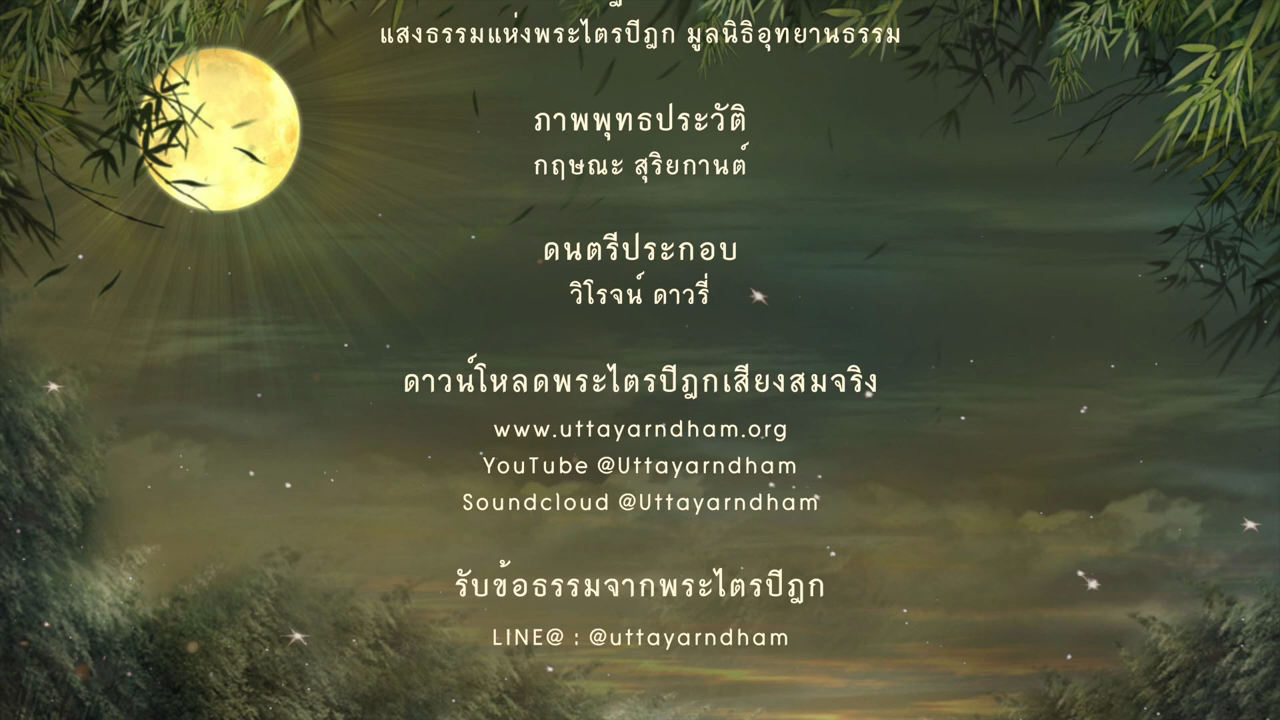 แสงธรรมแห่งพระไตรปิฎก มูลนิธิอุทยานธรรม
ภาพพุทธประวัติ
กฤษณะ สุริยกานต์
ดนตรีประกอบ
วิโรจน์ ดาวรี่
ดาวน์โหลดพระไตรปิฎกเสียงสมจริง
www.uttayarndham.org
YouTube @Uttayarndham
Soundcloud @Uttayarndham
รับข้อธรรมจากพระไตรปิฎก
LINE@ : @uttayarndham